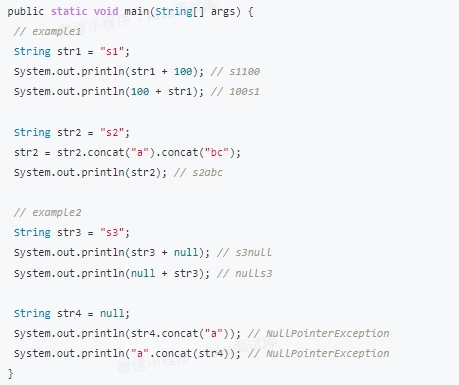 public static void main(String[] args) {
// example1
String str1 = "s1";
System.out.println(str1 + 100); // s1100
System.out.println(100 + str1); // 100s1
String str2 = "s2";
str2 = str2.concat("a").concat("bc");
System.out.println(str2); // s2abc
// example2
String str3 = "s3";
System.out.println(str3 + null); // s3null
System.out.println(null + str3); // nulls3
String str4 = null;
System.out.println(str4.concat("a")); // NullPointerException
System.out.println("a".concat(str4)); // NullPointerException
}